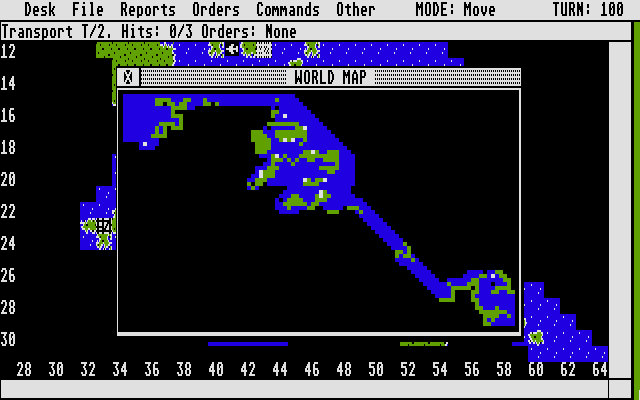 Desk File Reports Orders Commands Other MODE: Move TURN: 100
Transport T/2. Hits: 0/3 Orders: None
12
X WORLD MAP
14
16
18
20
22
24
26
28
30
28 30 32 34 36 38 40 42 44 46 48 50 52 54 56 58 60 62 64